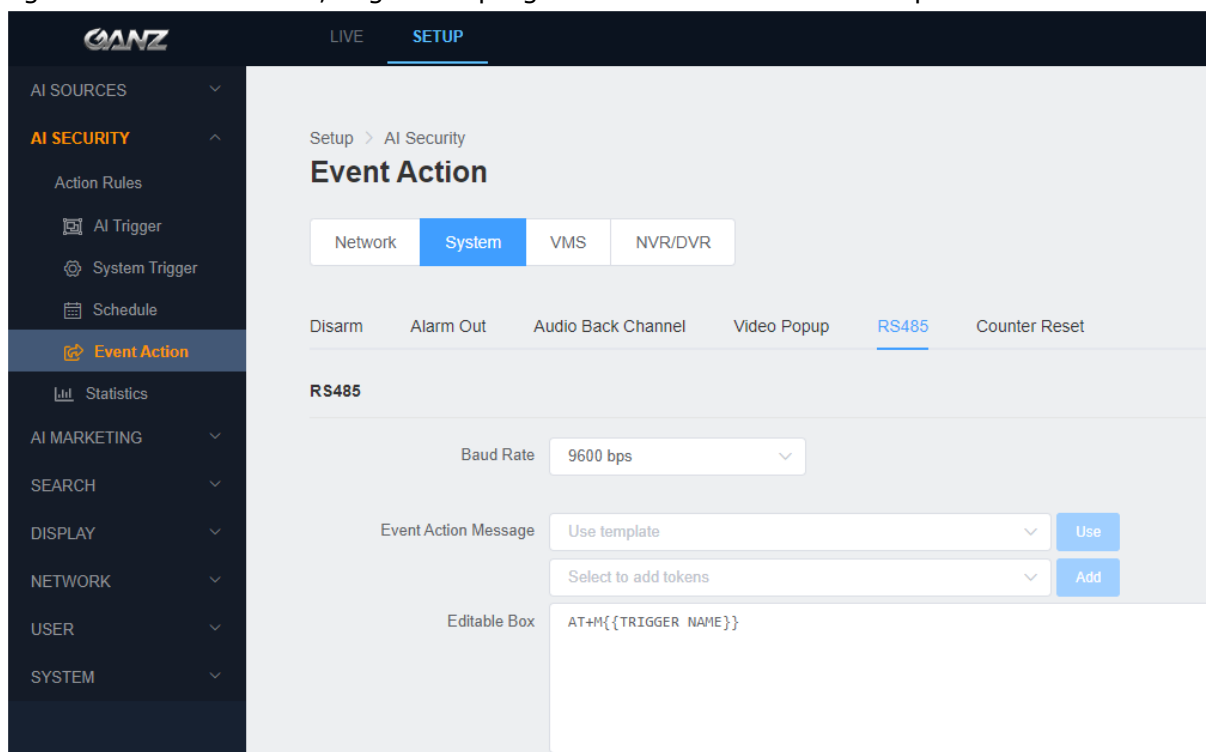 GANZ
LIVE SETUP
AI SOURCES
AI SECURITY
Action Rules
AI Trigger
System Trigger
Schedule
Event Action
Statistics
AI MARKETING
SEARCH
DISPLAY
NETWORK
USER
SYSTEM
Setup > AI Security
Event Action
Network System VMS NVR/DVR
Disarm Alarm Out Audio Back Channel Video Popup RS485 Counter Reset
RS485
Baud Rate 9600 bps
Event Action Message Use template Use
Select to add tokens Add
Editable Box AT+M{{TRIGGER NAME}}